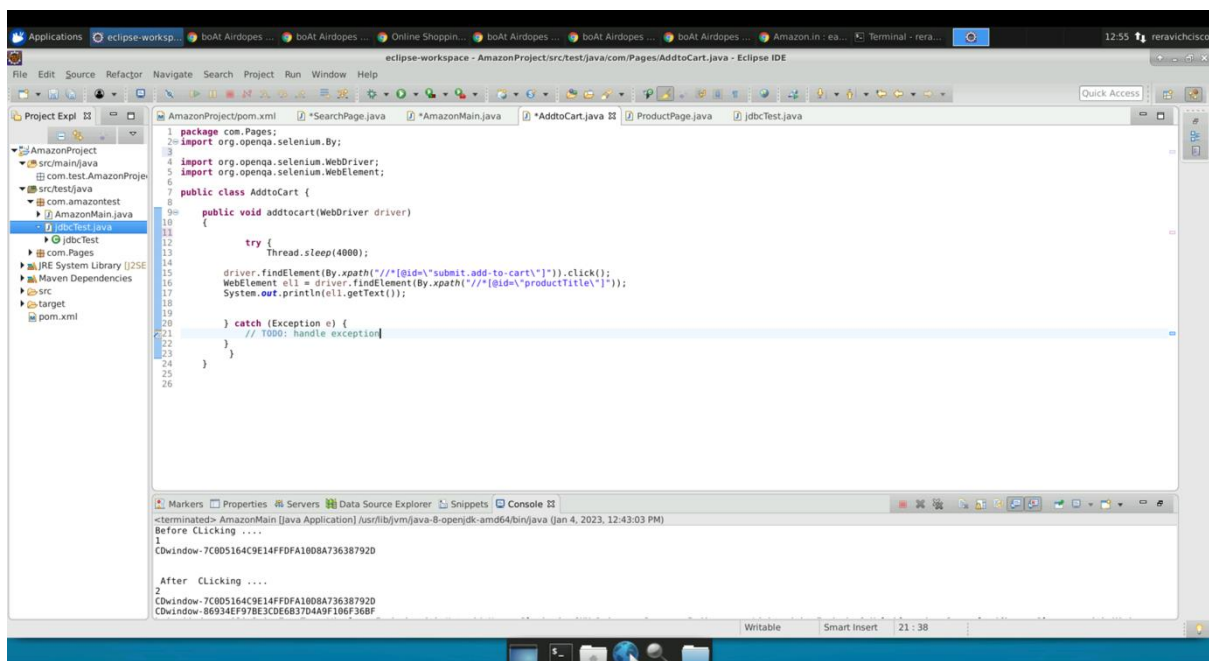 Applications eclipse-worksp... boAt Airdopes ... boAt Airdopes ... Online Shoppin... boAt Airdopes ... boAt Airdopes ... boAt Airdopes ... Amazon.in : ea... Terminal - rera... 12:55 reravichcisco
eclipse-workspace - AmazonProject/src/test/java/com/Pages/AddtoCart.java - Eclipse IDE
File Edit Source Refactor Navigate Search Project Run Window Help
Quick Access
Project Expl
AmazonProject/pom.xml *SearchPage.java *AmazonMain.java *AddtoCart.java ProductPage.java jdbcTest.java
AmazonProject
src/main/java
com.test.AmazonProje
src/test/java
com.amazontest
AmazonMain.java
jdbcTest.java
jdbcTest
com.Pages
JRE System Library [J2SE
Maven Dependencies
src
target
pom.xml
1 package com.Pages;
2 import org.openqa.selenium.By;
3
4 import org.openqa.selenium.WebDriver;
5 import org.openqa.selenium.WebElement;
6
7 public class AddtoCart {
8
9 public void addtocart(WebDriver driver)
10 {
11
12 try {
13 Thread.sleep(4000);
14
15 driver.findElement(By.xpath("//*[@id=\"submit.add-to-cart\"]")).click();
16 WebElement el1 = driver.findElement(By.xpath("//*[@id=\"productTitle\"]"));
17 System.out.println(el1.getText());
18
19
20 } catch (Exception e) {
21 // TODO: handle exception
22 }
23 }
24 }
25
26
Markers Properties Servers Data Source Explorer Snippets Console
<terminated> AmazonMain [Java Application] /usr/lib/jvm/java-8-openjdk-amd64/bin/java (Jan 4, 2023, 12:43:03 PM)
Before CLicking ....
1
CDwindow-7C0D5164C9E14FFDFA10D8A73638792D
After CLicking ....
2
CDwindow-7C0D5164C9E14FFDFA10D8A73638792D
CDwindow-86934EF97BE3CDE6B37D4A9F106F36BF
Writable Smart Insert 21 : 38